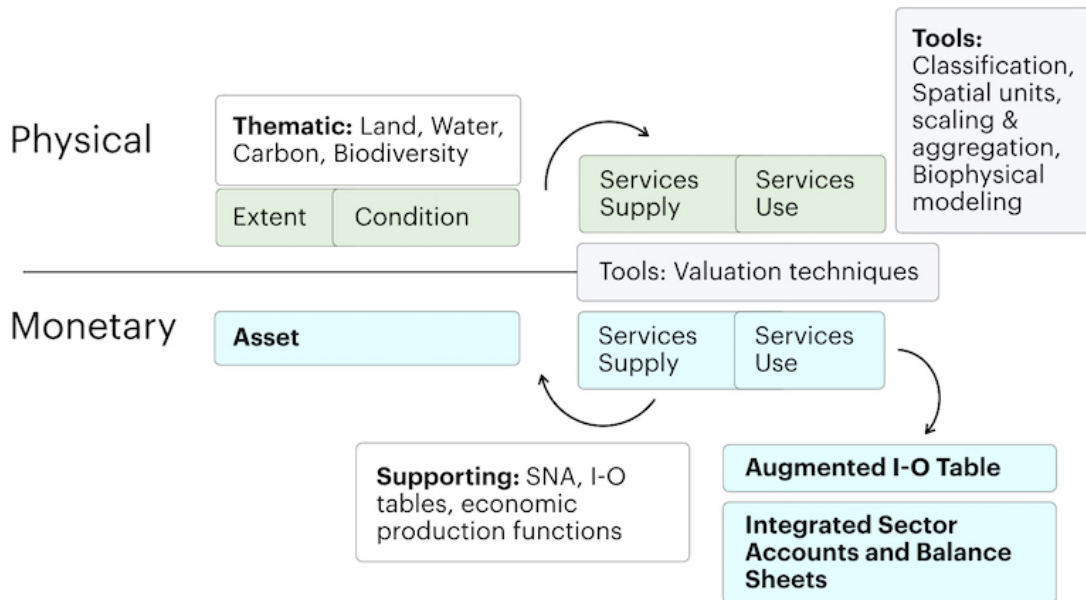 Physical
Thematic: Land, Water,
Carbon, Biodiversity
Extent
Condition
Services
Supply
Services
Use
Tools:
Classification,
Spatial units,
scaling &
aggregation,
Biophysical
modeling
Tools: Valuation techniques
Monetary
Asset
Services
Supply
Services
Use
Supporting: SNA, I-O
tables, economic
production functions
Augmented I-O Table
Integrated Sector
Accounts and Balance
Sheets